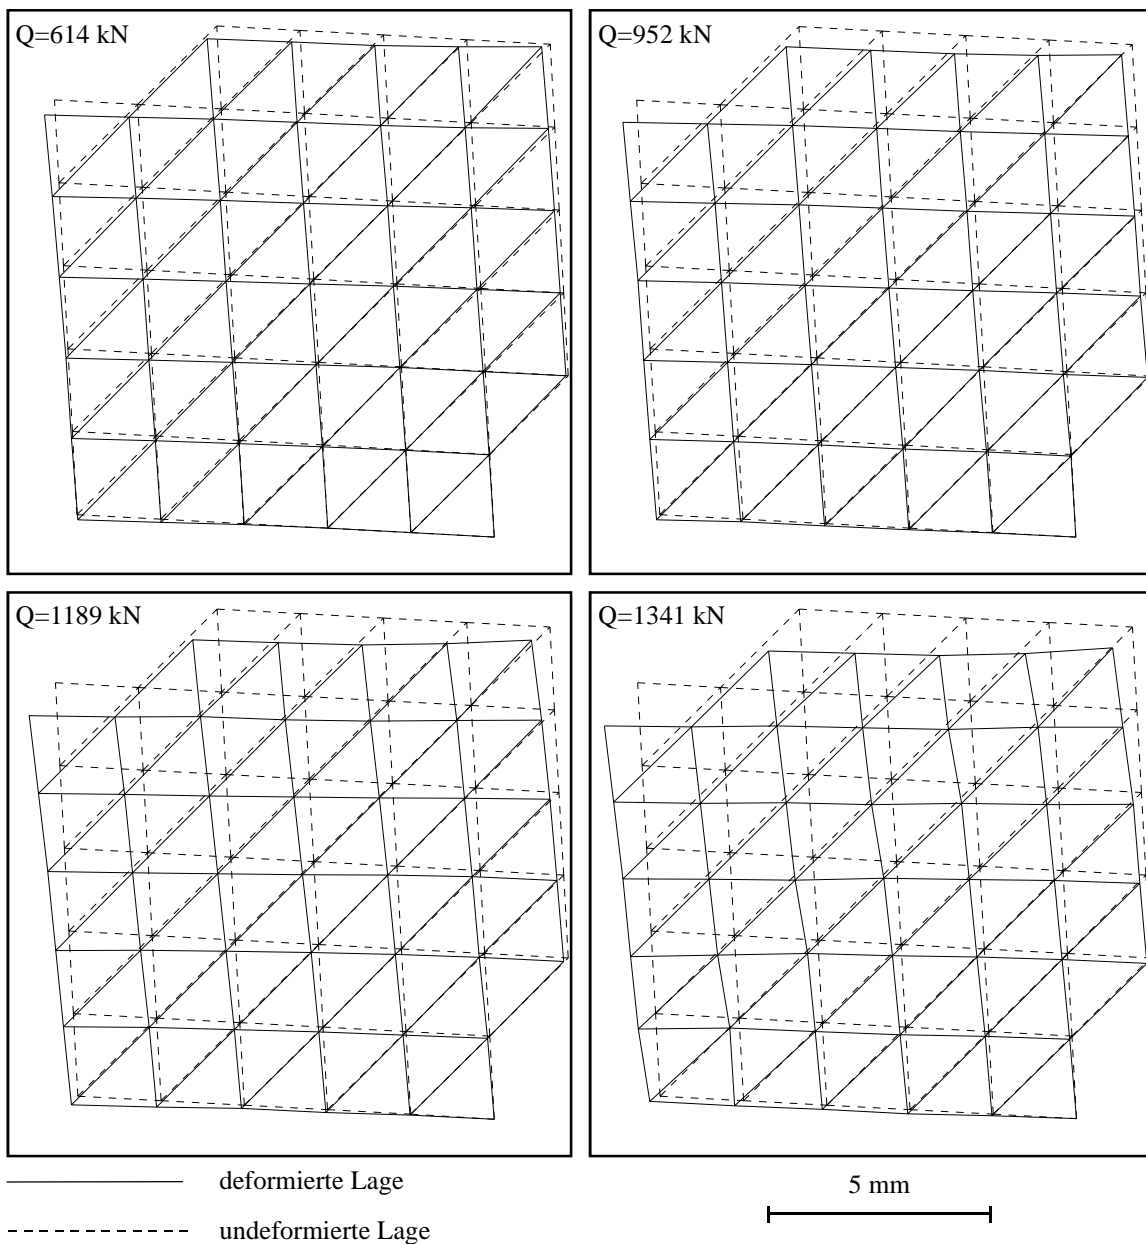 Q=614 kN
Q=952 kN
Q=1189 kN
Q=1341 kN
deformierte Lage
5 mm
undeformierte Lage